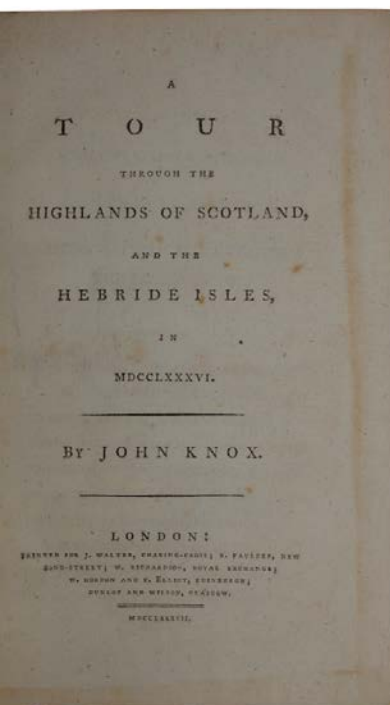 A
TOUR
THROUGH THE
HIGHLANDS OF SCOTLAND,
AND THE
HEBRIDE ISLES,
IN
MDCCLXXXVI.
BY JOHN KNOX.
LONDON:
PRINTED FOR J. WALTER, CHARING-CROSS; R. FAULDER, NEW
BOND-STREET; W. RICHARDSON, ROYAL EXCHANGE;
W. GORDON AND C. ELLIOT, EDINBURGH;
DUNLOP AND WILSON, GLASGOW.
MDCCLXXXVII.